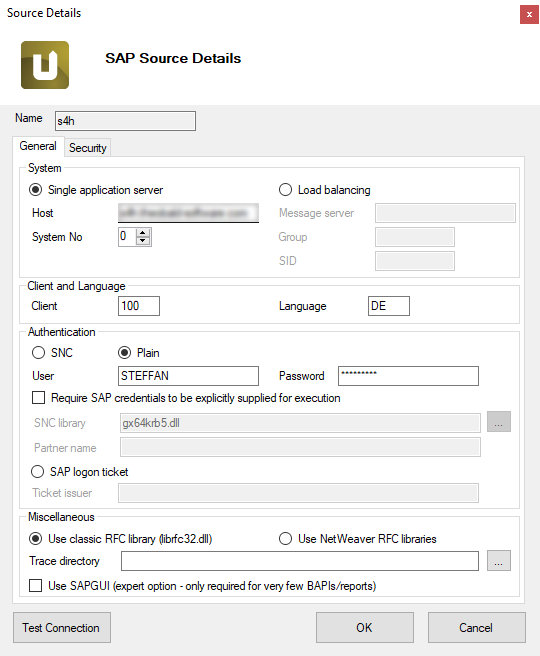 Source Details
x
SAP Source Details
Name s4h
General Security
System
Single application server Load balancing
Host Message server
System No 0 Group
SID
Client and Language
Client 100 Language DE
Authentication
SNC Plain
User STEFFAN Password *********
Require SAP credentials to be explicitly supplied for execution
SNC library gx64krb5.dll ...
Partner name
SAP logon ticket
Ticket issuer
Miscellaneous
Use classic RFC library (librfc32.dll) Use NetWeaver RFC libraries
Trace directory ...
Use SAPGUI (expert option - only required for very few BAPIs/reports)
Test Connection OK Cancel